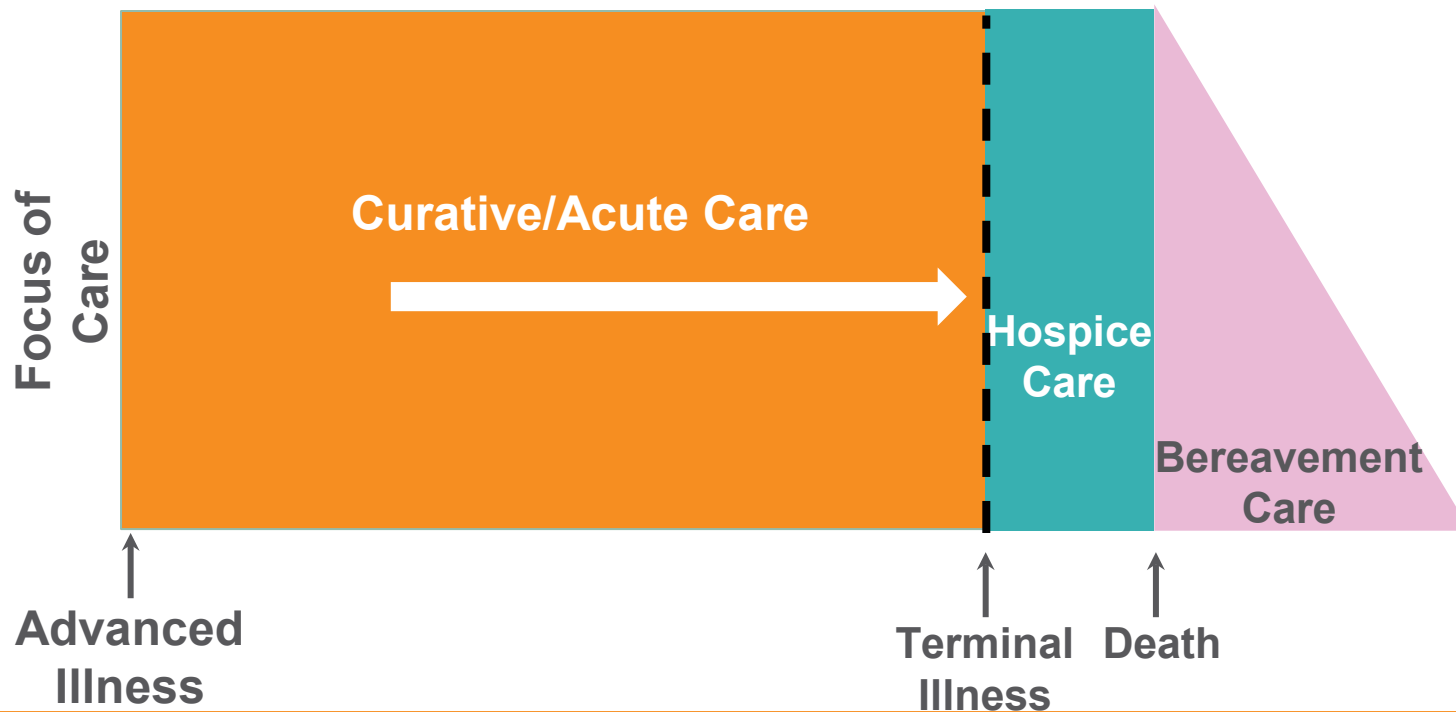 Focus of
Care
Curative/Acute Care
Hospice
Care
Bereavement
Care
Advanced
Illness
Terminal
Illness
Death